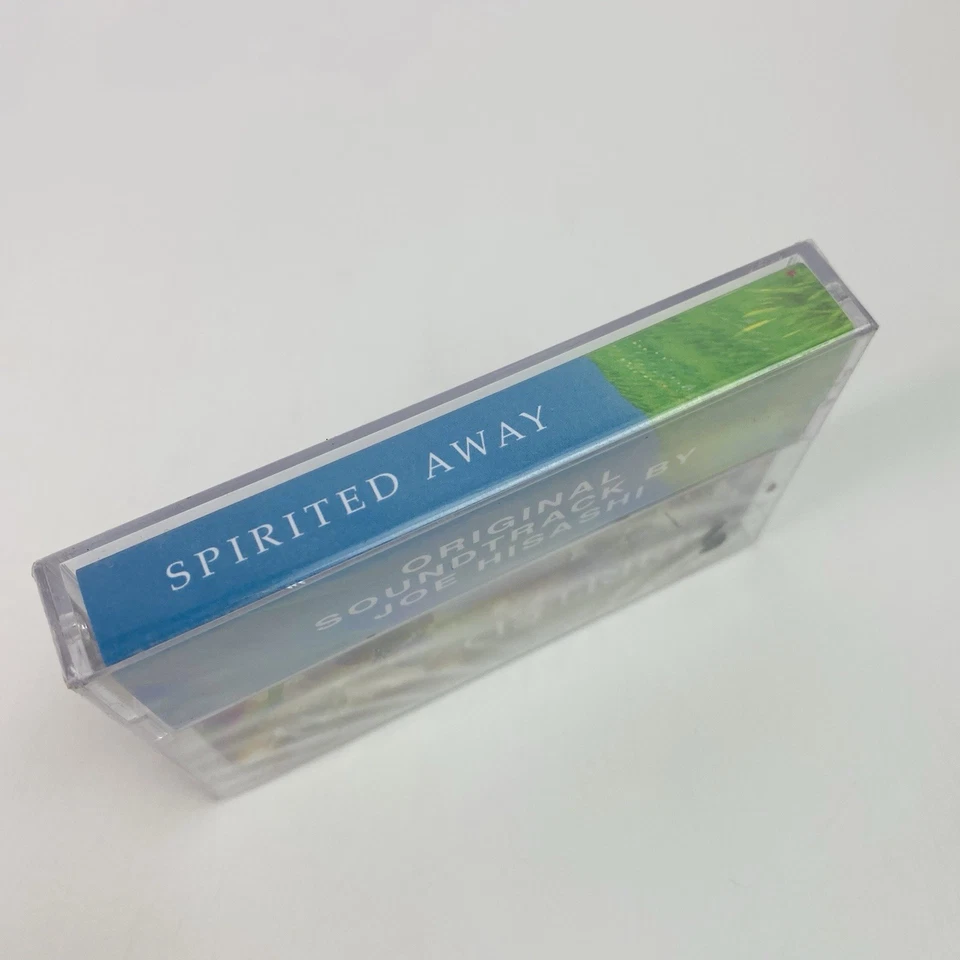 SPIRITED AWAY
ORIGINAL
SOUNDTRACK BY
JOE HISASHI